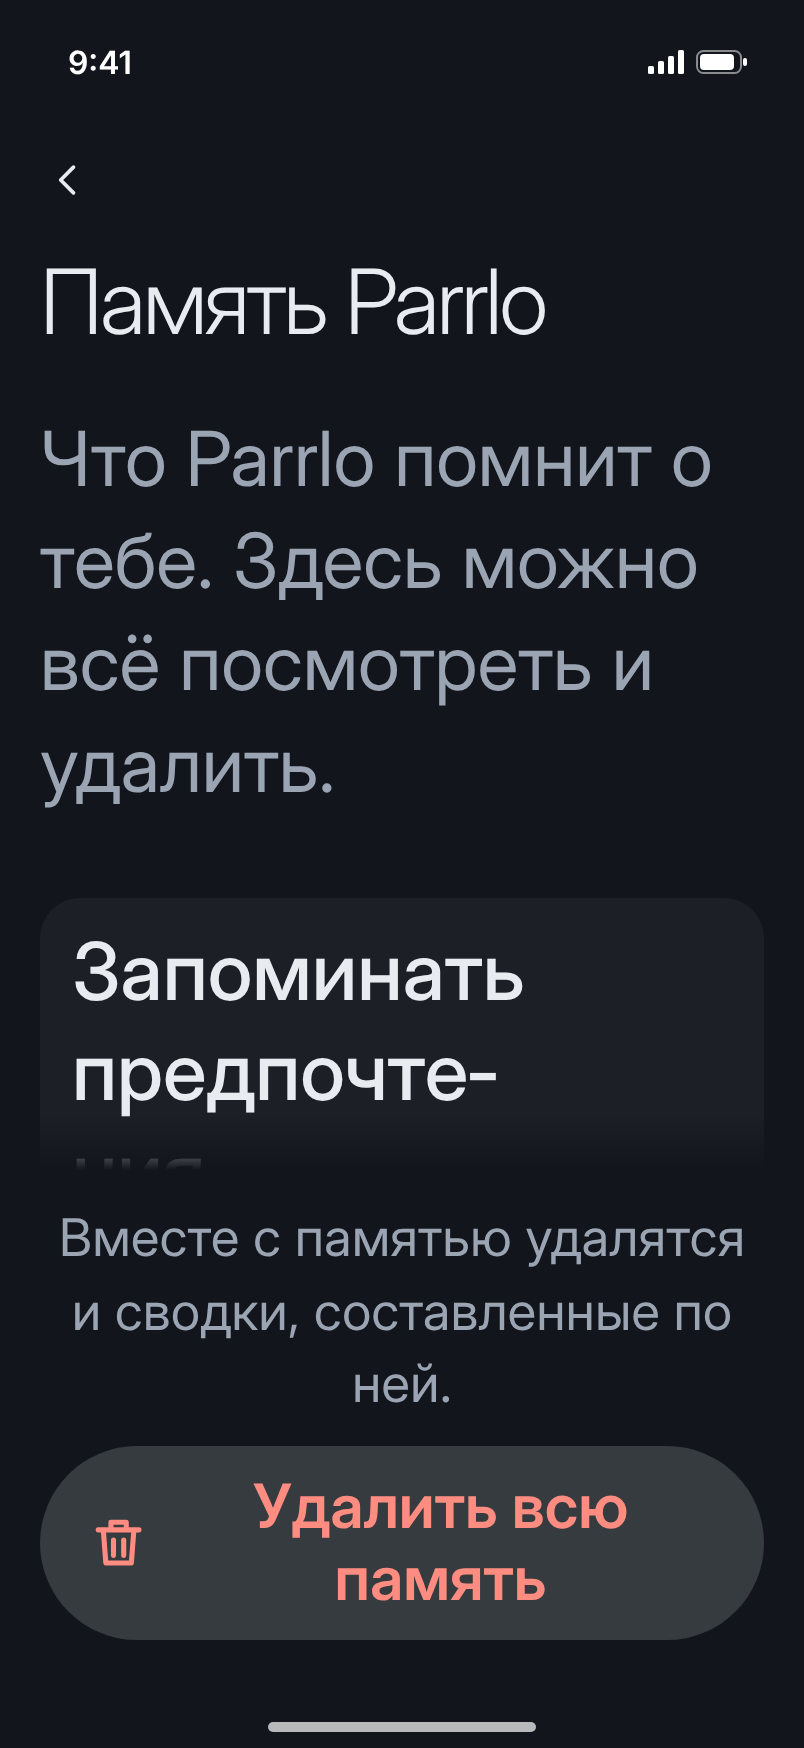 9:41
Память Parrlo
Что Parrlo помнит о
тебе. Здесь можно
всё посмотреть и
удалить.
Запоминать
предпочте-
Вместе с памятью удалятся
и сводки, составленные по
ней.
Удалить всю
память